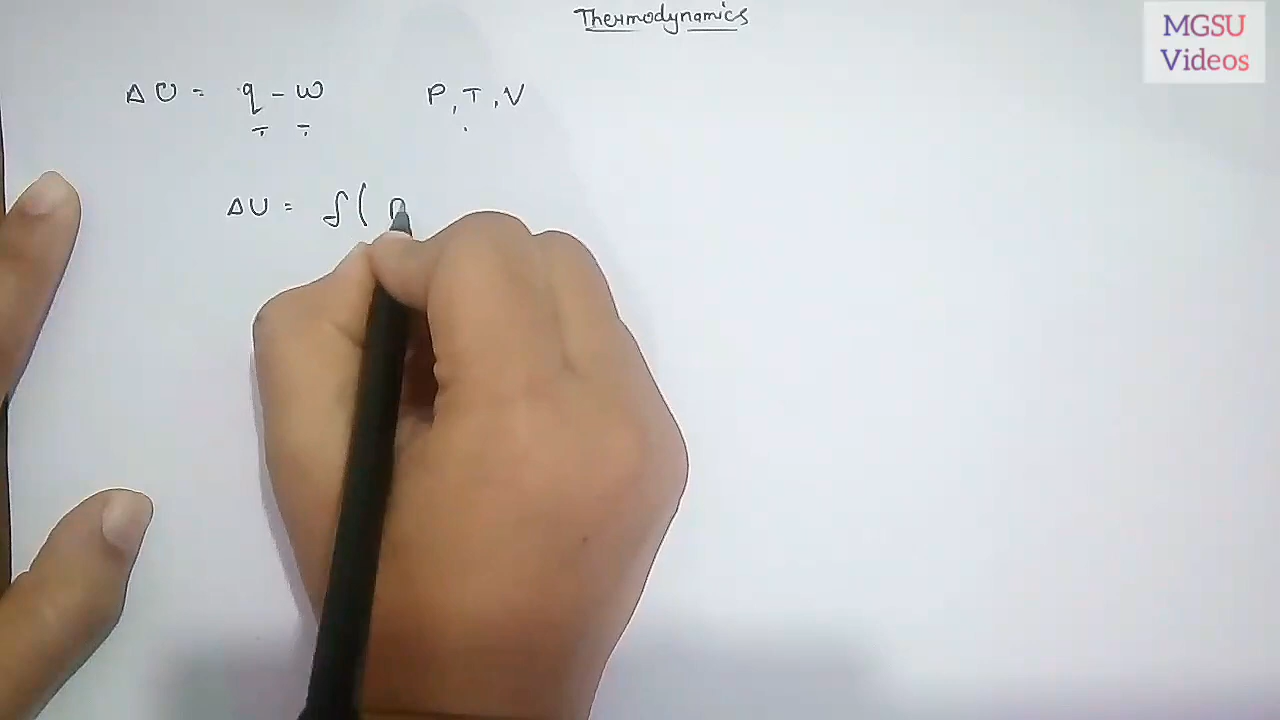 Thermodynamics
MGSU
Videos
ΔU = q - w
P, T, V
ΔU = f(